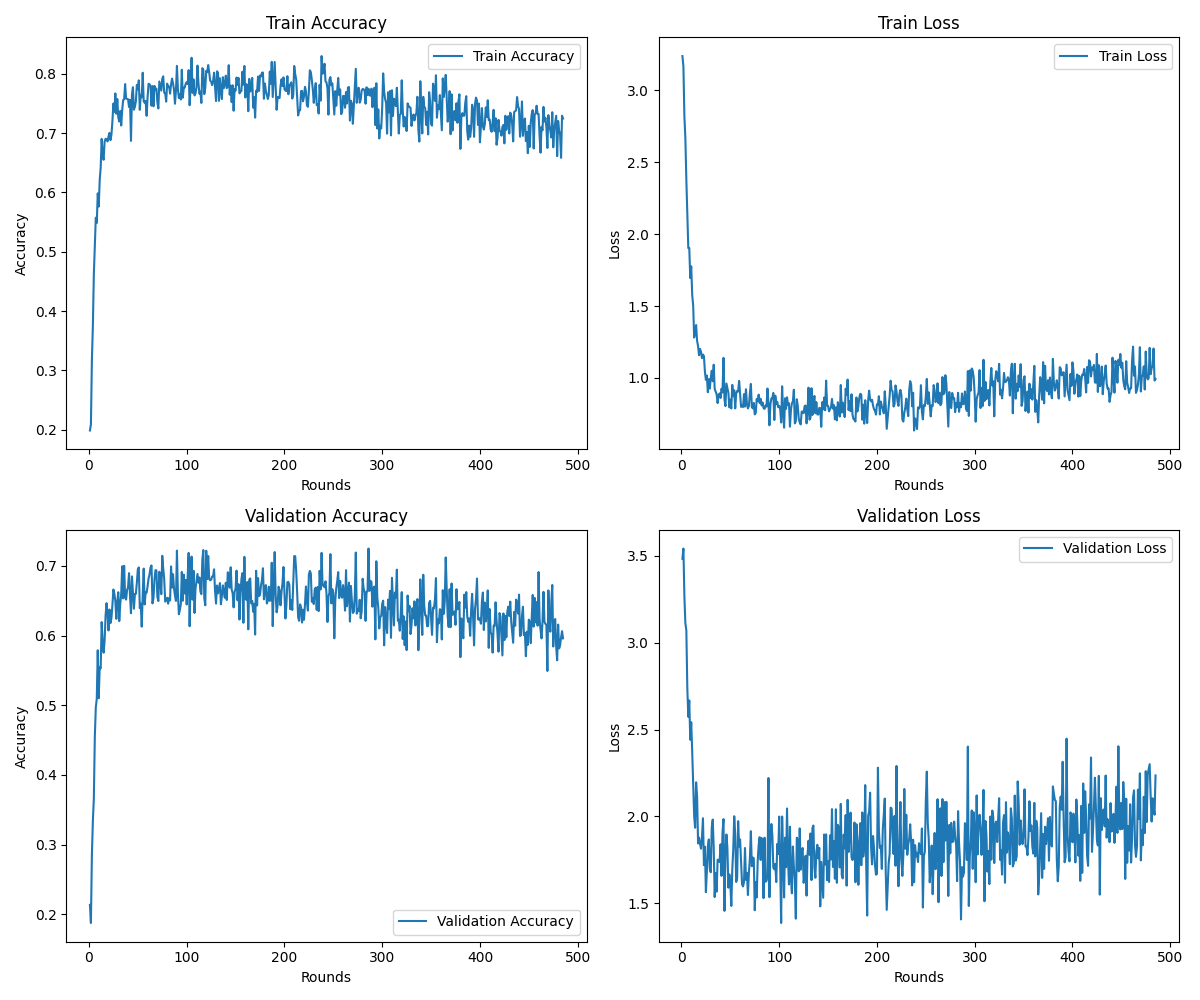 Train Accuracy
Train Accuracy
0.8
0.7
0.6
0.5
0.4
0.3
0.2
Accuracy
0 100 200 300 400 500
Rounds
Train Loss
Train Loss
3.0
2.5
2.0
1.5
1.0
Loss
0 100 200 300 400 500
Rounds
Validation Accuracy
Validation Accuracy
0.7
0.6
0.5
0.4
0.3
0.2
Accuracy
0 100 200 300 400 500
Rounds
Validation Loss
Validation Loss
3.5
3.0
2.5
2.0
1.5
Loss
0 100 200 300 400 500
Rounds